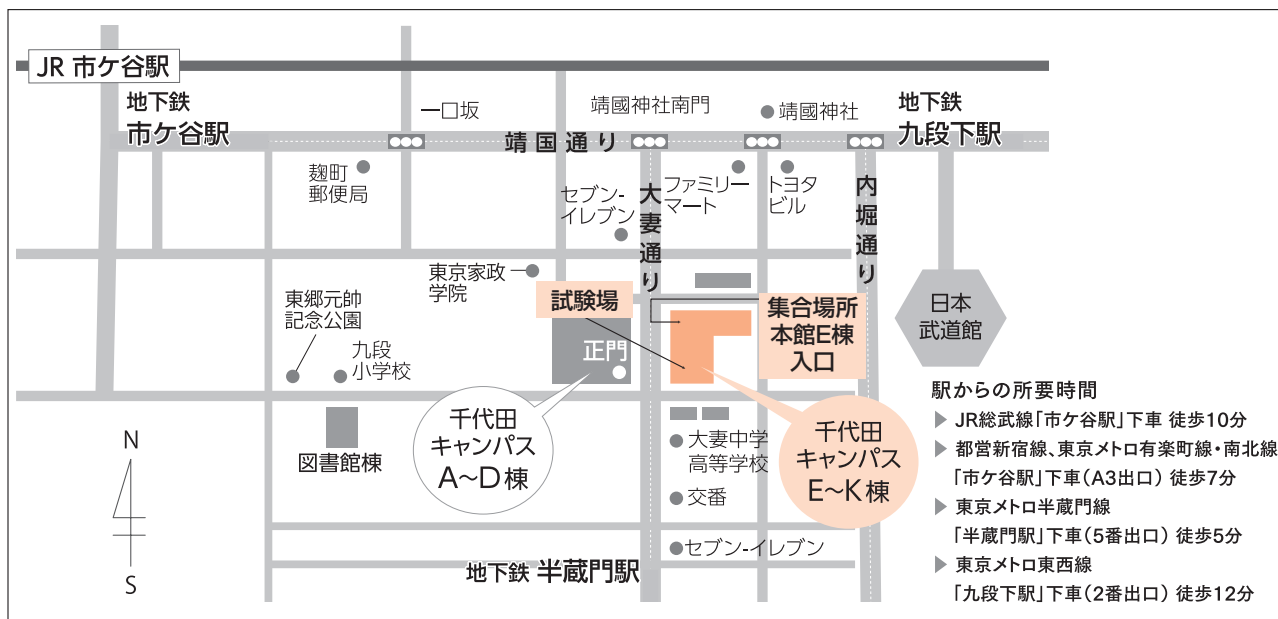 JR 市ケ谷駅
地下鉄
市ケ谷駅
一口坂
靖國神社南門
靖國神社
地下鉄
九段下駅
靖国通り
麹町
郵便局
セブン-
イレブン
大妻通り
ファミリー
マート
トヨタ
ビル
内堀通り
東京家政
学院
東郷元帥
記念公園
九段
小学校
試験場
集合場所
本館E棟
入口
日本
武道館
正門
千代田
キャンパス
A~D棟
千代田
キャンパス
E~K棟
図書館棟
大妻中学
高等学校
交番
セブン-イレブン
地下鉄 半蔵門駅
N
S
駅からの所要時間
▶ JR総武線「市ケ谷駅」下車 徒歩10分
▶ 都営新宿線、東京メトロ有楽町線・南北線
「市ケ谷駅」下車(A3出口) 徒歩7分
▶ 東京メトロ半蔵門線
「半蔵門駅」下車(5番出口) 徒歩5分
▶ 東京メトロ東西線
「九段下駅」下車(2番出口) 徒歩12分